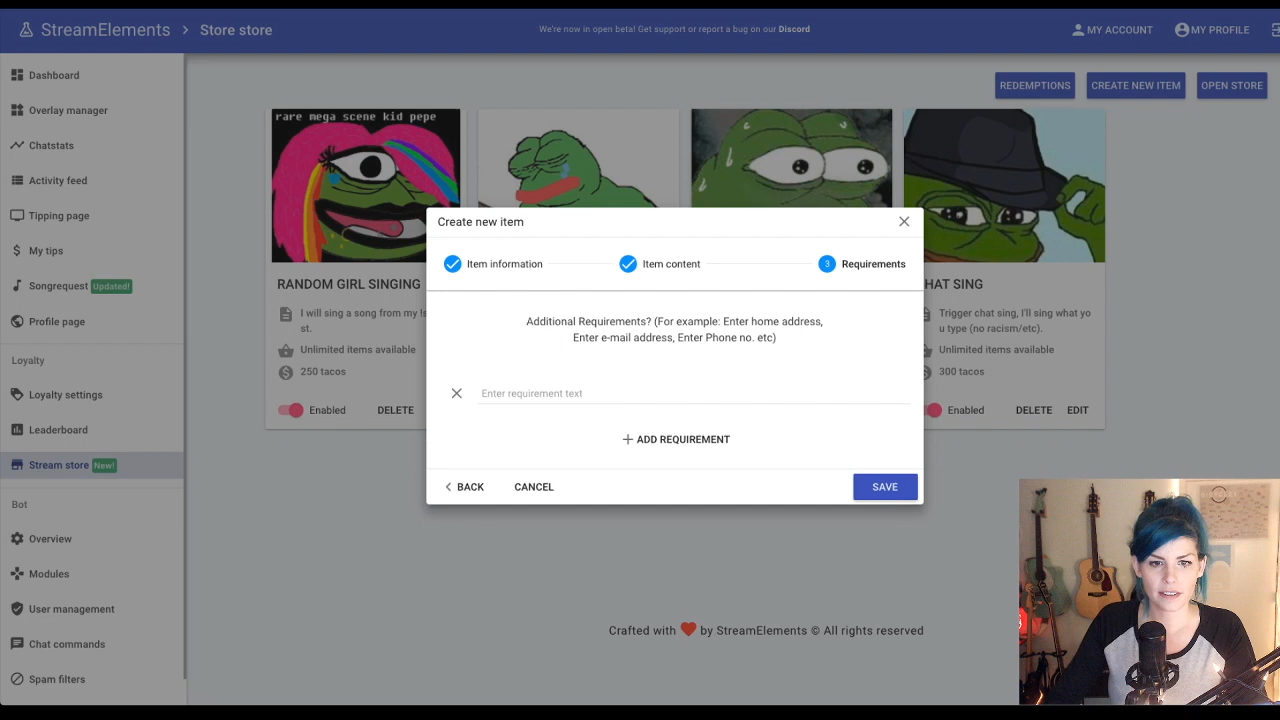 StreamElements > Store store
We're now in open beta! Get support or report a bug on our Discord
MY ACCOUNT
MY PROFILE
Dashboard
Overlay manager
Chatstats
Activity feed
Tipping page
My tips
Songrequest Updated!
Profile page
Loyalty
Loyalty settings
Leaderboard
Stream store New!
Bot
Overview
Modules
User management
Chat commands
Spam filters
REDEMPTIONS
CREATE NEW ITEM
OPEN STORE
rare mega scene kid pepe
RANDOM GIRL SINGING
I will sing a song from my
st.
Unlimited items available
250 tacos
Enabled
DELETE
HAT SING
Trigger chat sing, I'll sing what yo
u type (no racism/etc).
Unlimited items available
300 tacos
Enabled
DELETE
EDIT
Create new item
Item information
Item content
3 Requirements
Additional Requirements? (For example: Enter home address,
Enter e-mail address, Enter Phone no. etc)
Enter requirement text
+ ADD REQUIREMENT
< BACK
CANCEL
SAVE
Crafted with ❤ by StreamElements © All rights reserved